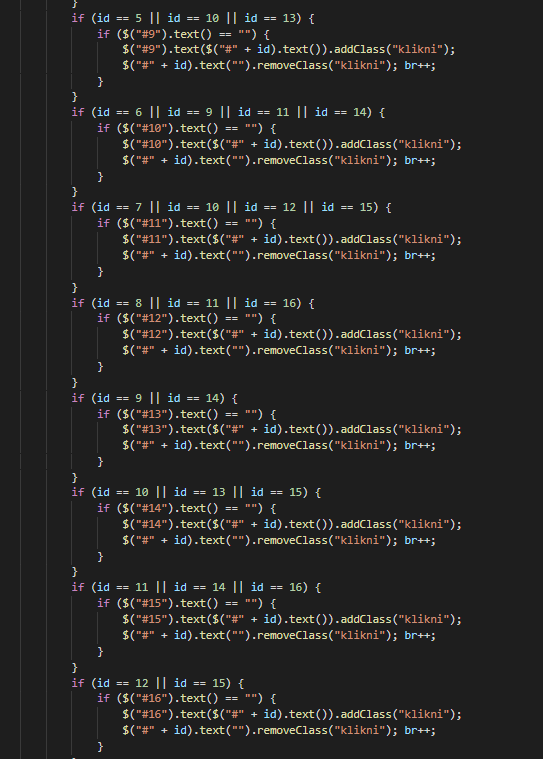 }
if (id == 5 || id == 10 || id == 13) {
if ($("#9").text() == "") {
$("#9").text($("#" + id).text()).addClass("klikni");
$("#" + id).text("").removeClass("klikni"); br++;
}
}
if (id == 6 || id == 9 || id == 11 || id == 14) {
if ($("#10").text() == "") {
$("#10").text($("#" + id).text()).addClass("klikni");
$("#" + id).text("").removeClass("klikni"); br++;
}
}
if (id == 7 || id == 10 || id == 12 || id == 15) {
if ($("#11").text() == "") {
$("#11").text($("#" + id).text()).addClass("klikni");
$("#" + id).text("").removeClass("klikni"); br++;
}
}
if (id == 8 || id == 11 || id == 16) {
if ($("#12").text() == "") {
$("#12").text($("#" + id).text()).addClass("klikni");
$("#" + id).text("").removeClass("klikni"); br++;
}
}
if (id == 9 || id == 14) {
if ($("#13").text() == "") {
$("#13").text($("#" + id).text()).addClass("klikni");
$("#" + id).text("").removeClass("klikni"); br++;
}
}
if (id == 10 || id == 13 || id == 15) {
if ($("#14").text() == "") {
$("#14").text($("#" + id).text()).addClass("klikni");
$("#" + id).text("").removeClass("klikni"); br++;
}
}
if (id == 11 || id == 14 || id == 16) {
if ($("#15").text() == "") {
$("#15").text($("#" + id).text()).addClass("klikni");
$("#" + id).text("").removeClass("klikni"); br++;
}
}
if (id == 12 || id == 15) {
if ($("#16").text() == "") {
$("#16").text($("#" + id).text()).addClass("klikni");
$("#" + id).text("").removeClass("klikni"); br++;
}
}